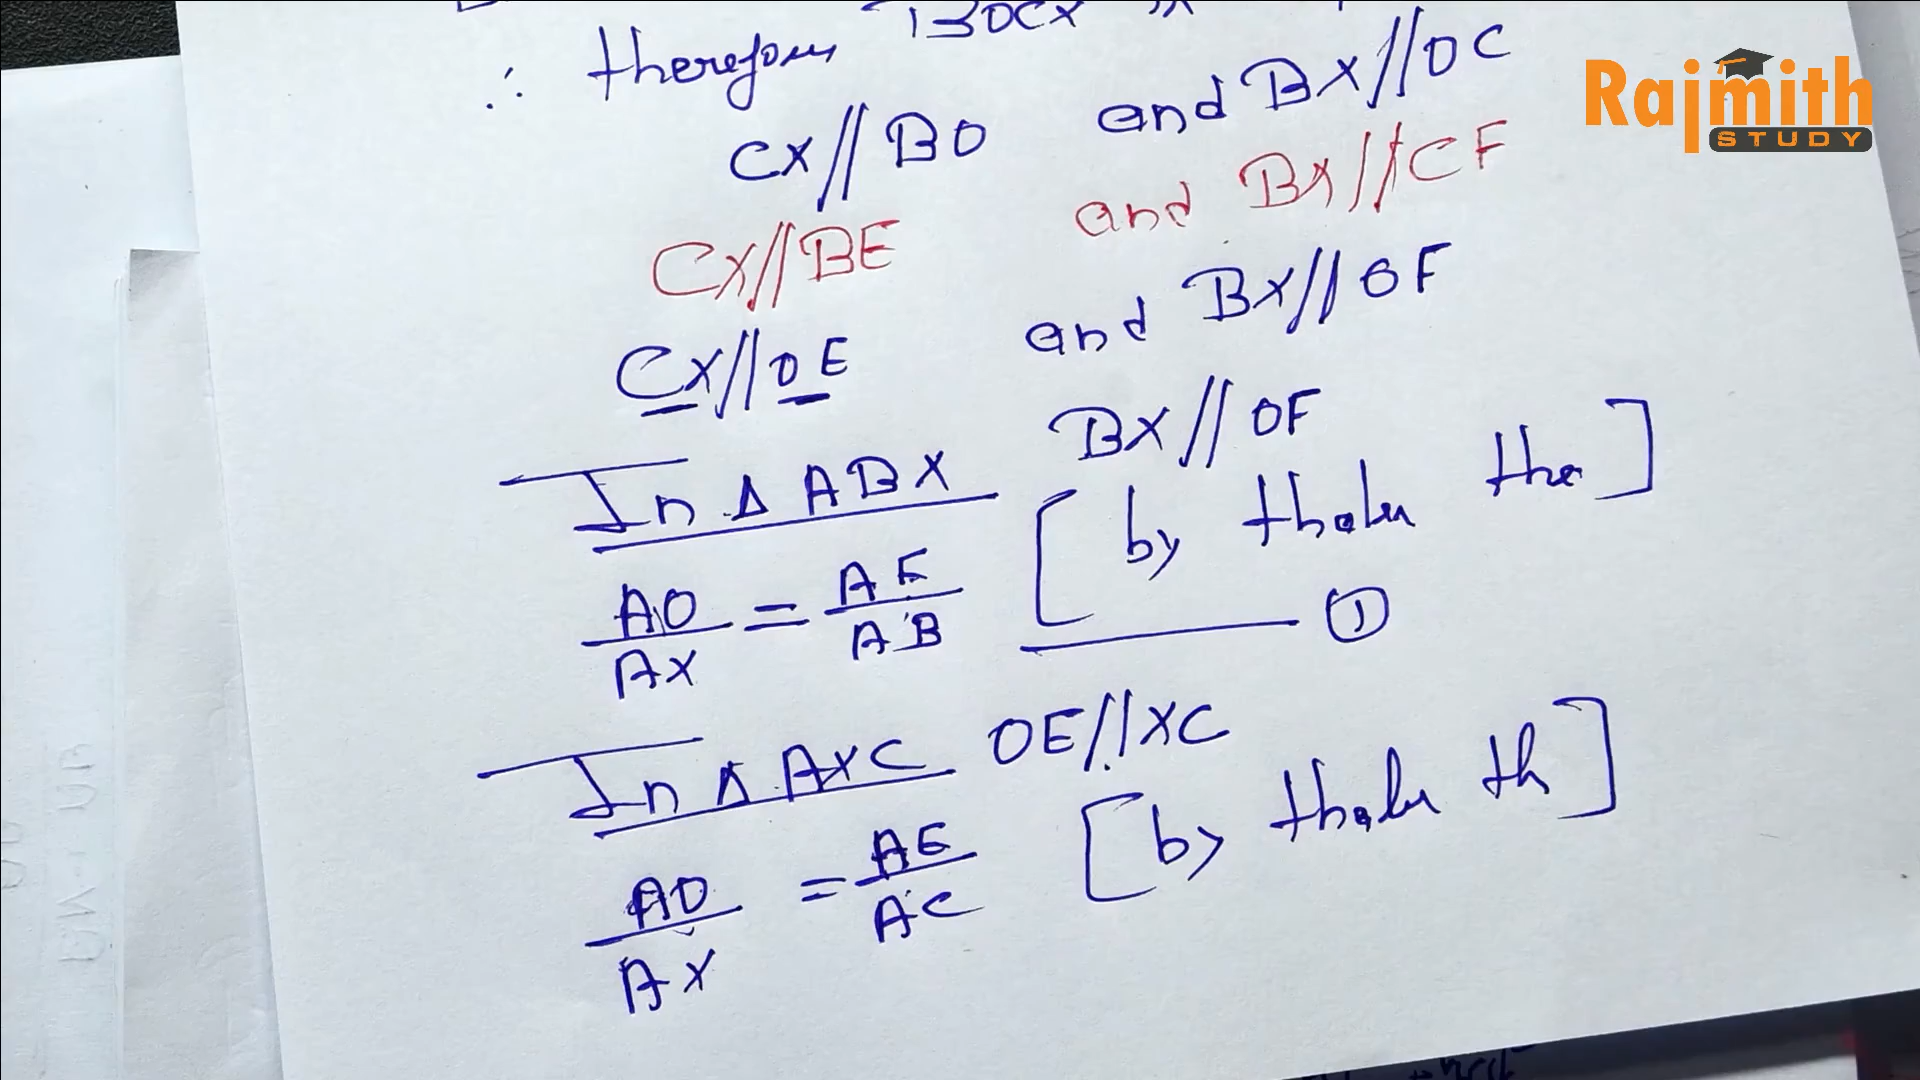 ∴ therefore BOCX
CX // BO and BX // OC
CX // BE and BX // CF
CX // OE and BX // OF
In Δ ABX BX // OF
AO/AX = AF/AB [by thales the]
①
In Δ AXC OE // XC
AO/AX = AE/AC [by thales th]
Rajmith
STUDY